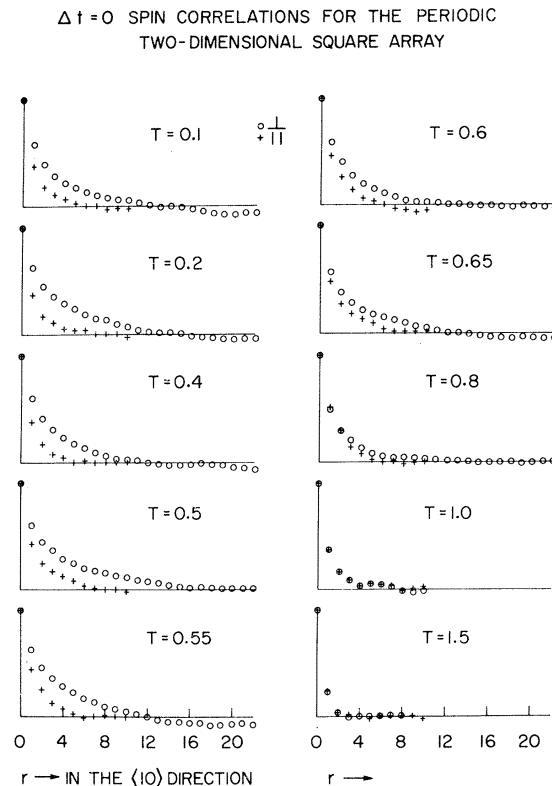 Δt=0 SPIN CORRELATIONS FOR THE PERIODIC
TWO-DIMENSIONAL SQUARE ARRAY
T=0.1
○ ⊥
+ ||
T=0.2
T=0.4
T=0.5
T=0.55
0 4 8 12 16 20
r → IN THE ⟨10⟩ DIRECTION
T=0.6
T=0.65
T=0.8
T=1.0
T=1.5
0 4 8 12 16 20
r →